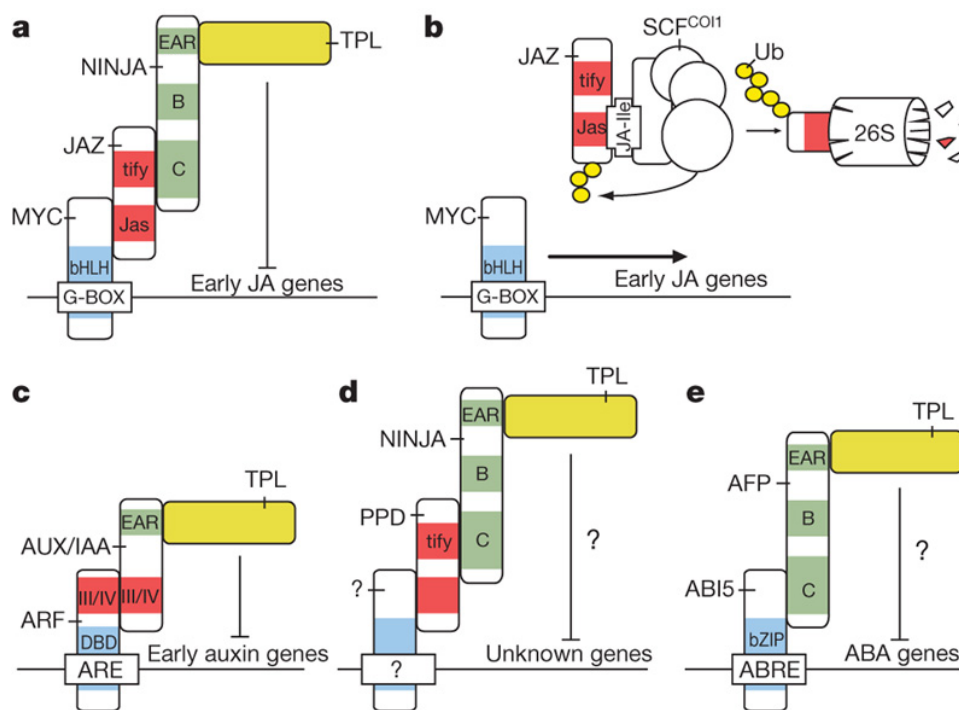 a
EAR
TPL
NINJA
B
JAZ
tify
C
MYC
Jas
bHLH
Early JA genes
G-BOX
b
SCF^COI1
JAZ
Ub
tify
Jas
JA-Ile
26S
MYC
bHLH
Early JA genes
G-BOX
c
TPL
EAR
AUX/IAA
III/IV
III/IV
ARF
DBD
Early auxin genes
ARE
d
TPL
EAR
NINJA
B
PPD
tify
C
?
?
Unknown genes
?
e
TPL
EAR
AFP
B
?
ABI5
C
bZIP
ABA genes
ABRE